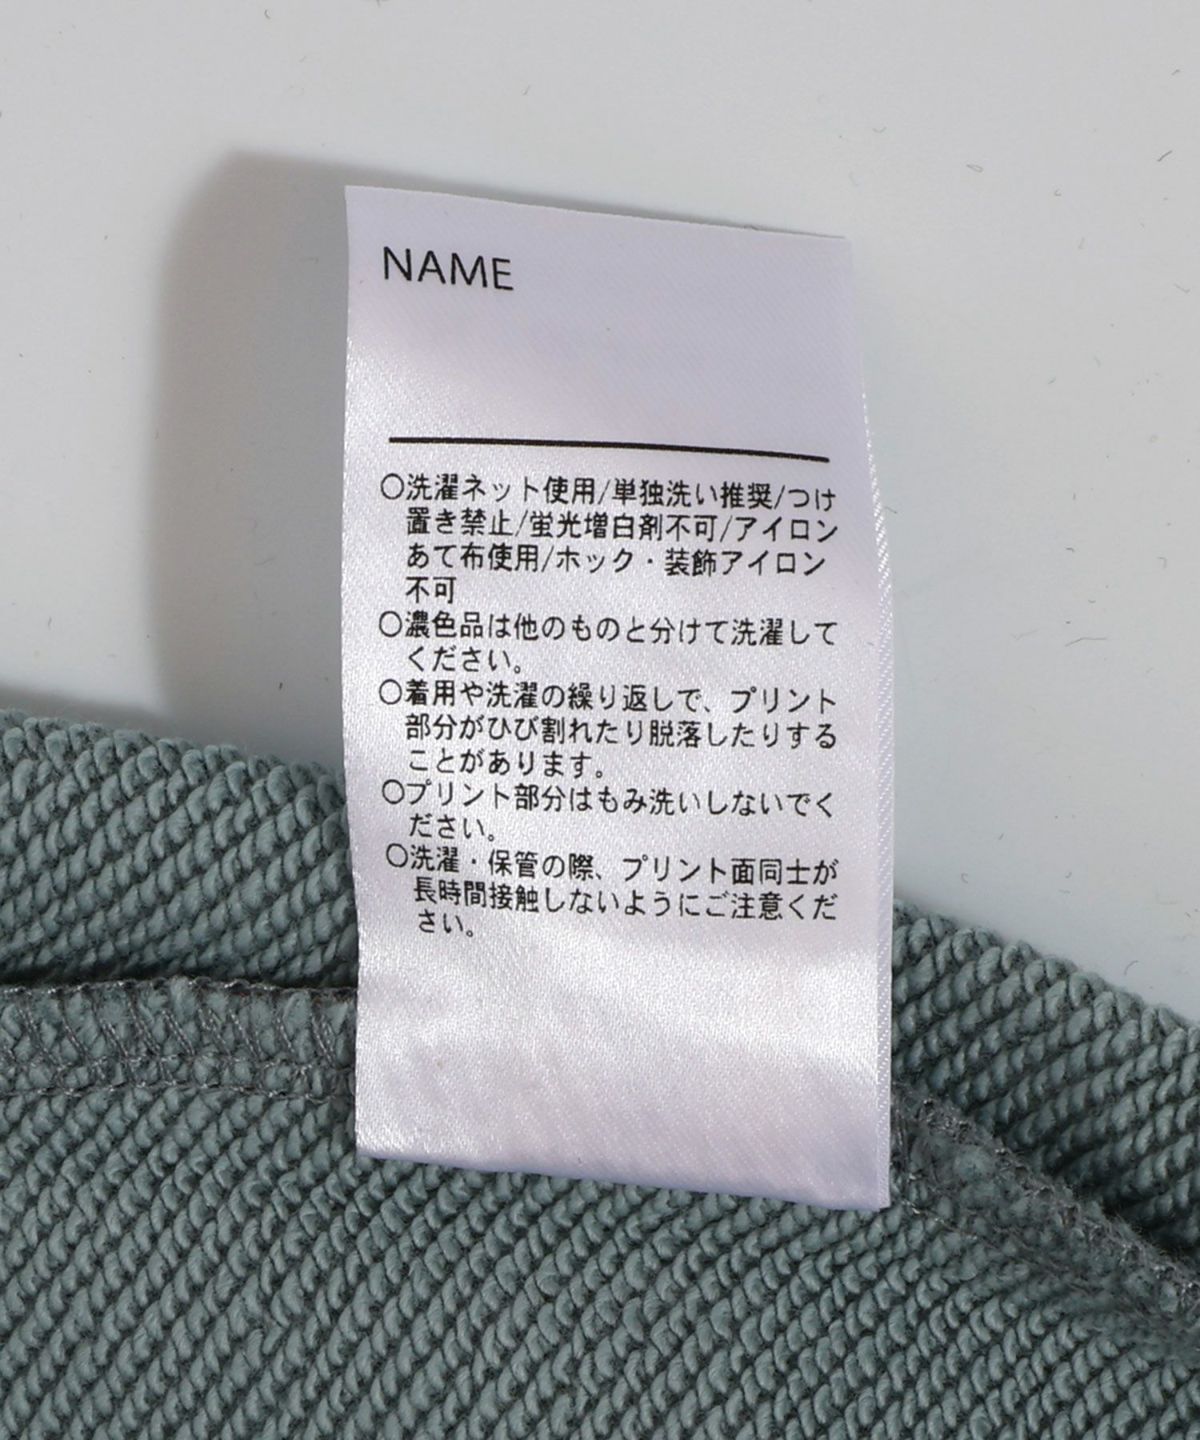 NAME
○洗濯ネット使用/単独洗い推奨/つけ
置き禁止/蛍光増白剤不可/アイロン
あて布使用/ホック・装飾アイロン
不可
○濃色品は他のものと分けて洗濯して
ください。
○着用や洗濯の繰り返しで、プリント
部分がひび割れたり脱落したりする
ことがあります。
○プリント部分はもみ洗いしないでく
ださい。
○洗濯・保管の際、プリント面同士が
長時間接触しないようにご注意くだ
さい。